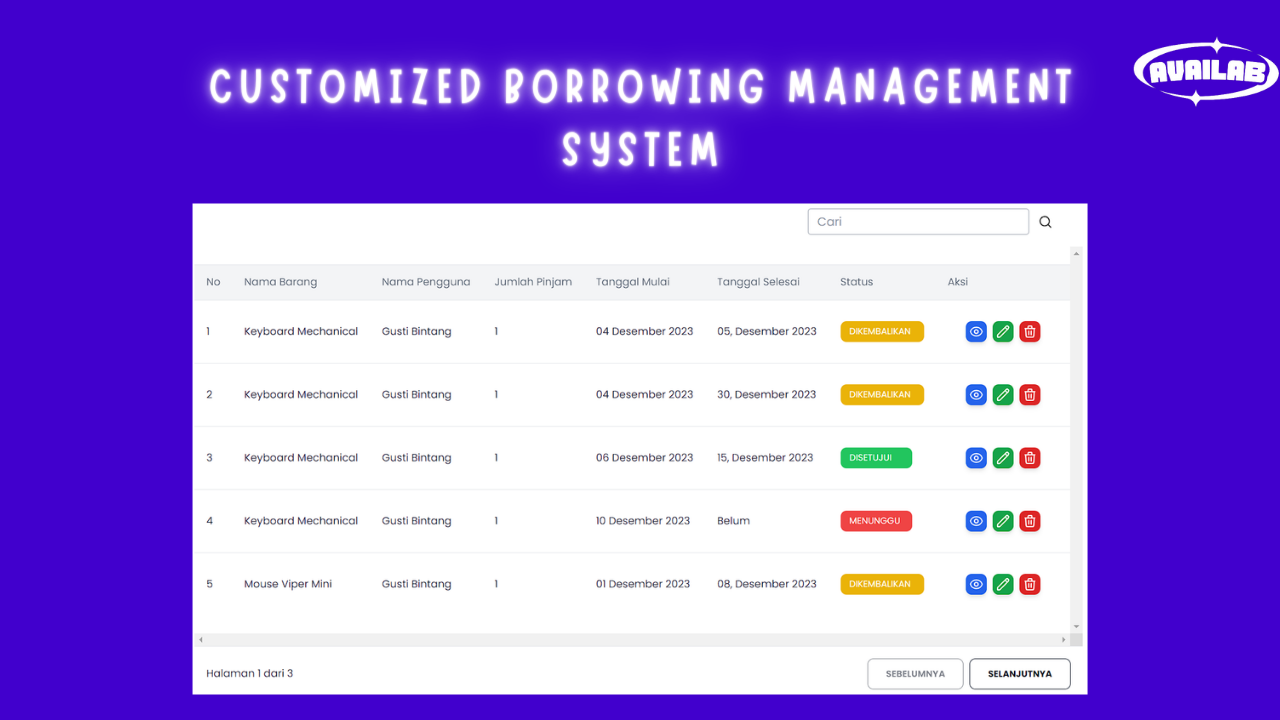 CUSTOMIZED BORROWING MANAGEMENT
SYSTEM
AVAILAB
Cari
No Nama Barang Nama Pengguna Jumlah Pinjam Tanggal Mulai Tanggal Selesai Status Aksi
1 Keyboard Mechanical Gusti Bintang 1 04 Desember 2023 05, Desember 2023 DIKEMBALIKAN
2 Keyboard Mechanical Gusti Bintang 1 04 Desember 2023 30, Desember 2023 DIKEMBALIKAN
3 Keyboard Mechanical Gusti Bintang 1 06 Desember 2023 15, Desember 2023 DISETUJUI
4 Keyboard Mechanical Gusti Bintang 1 10 Desember 2023 Belum MENUNGGU
5 Mouse Viper Mini Gusti Bintang 1 01 Desember 2023 08, Desember 2023 DIKEMBALIKAN
Halaman 1 dari 3 SEBELUMNYA SELANJUTNYA